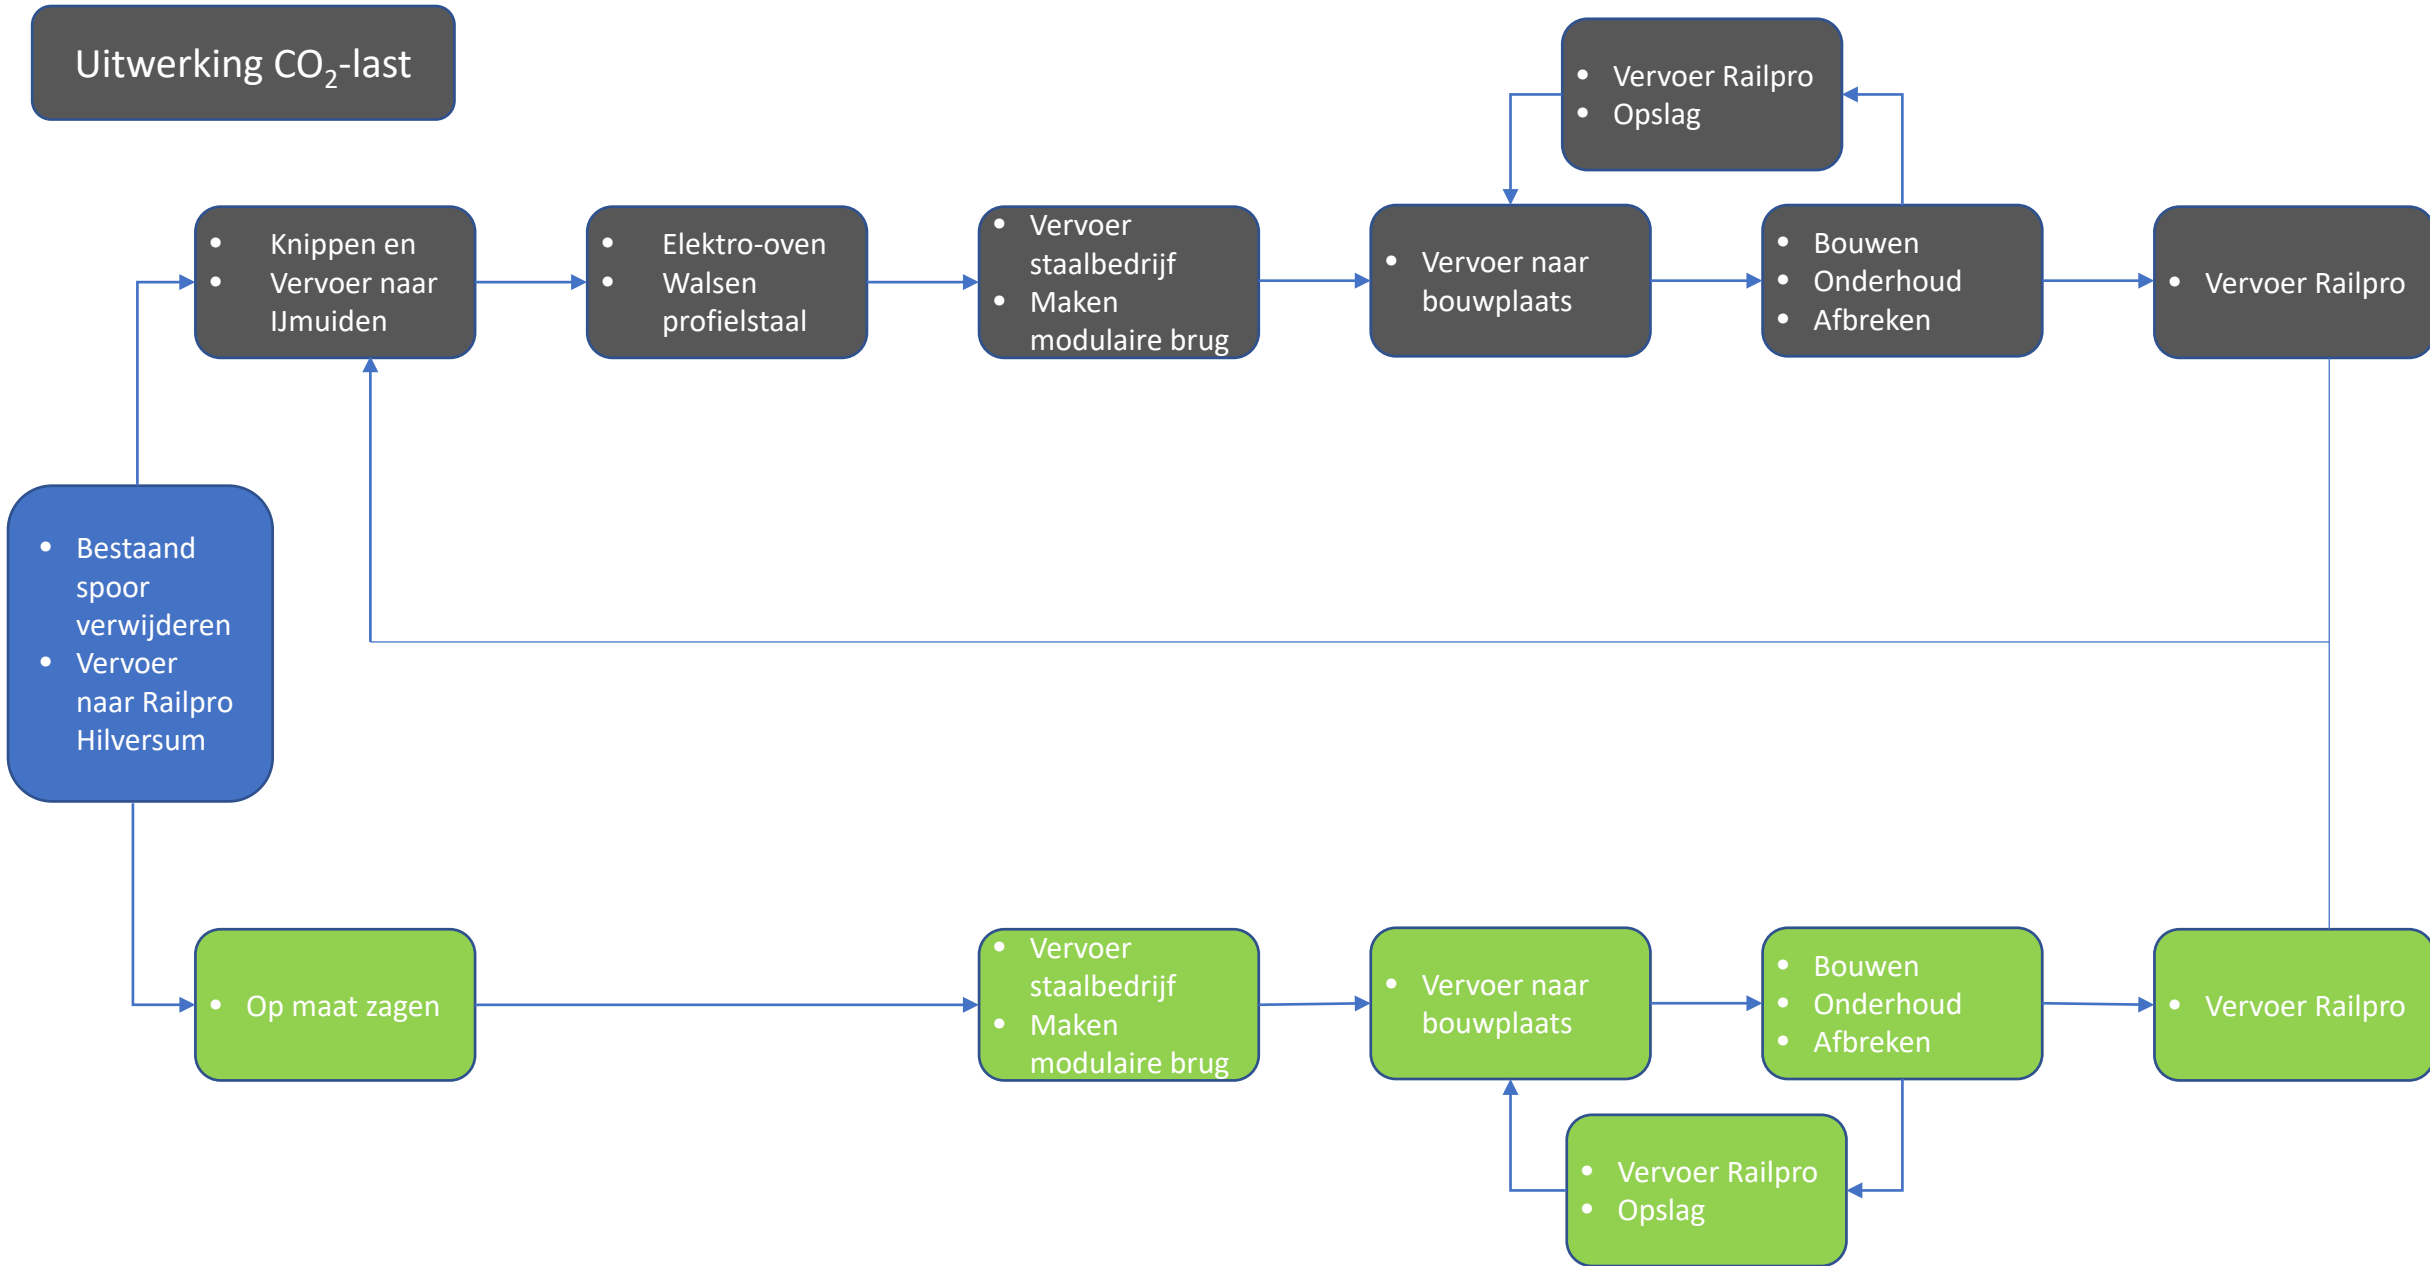 Uitwerking CO₂-last
• Vervoer Railpro
• Opslag
• Knippen en
• Vervoer naar
IJmuiden
• Elektro-oven
• Walsen
profielstaal
• Vervoer
staalbedrijf
• Maken
modulaire brug
• Vervoer naar
bouwplaats
• Bouwen
• Onderhoud
• Afbreken
• Vervoer Railpro
• Bestaand
spoor
verwijderen
• Vervoer
naar Railpro
Hilversum
• Op maat zagen
• Vervoer
staalbedrijf
• Maken
modulaire brug
• Vervoer naar
bouwplaats
• Bouwen
• Onderhoud
• Afbreken
• Vervoer Railpro
• Vervoer Railpro
• Opslag